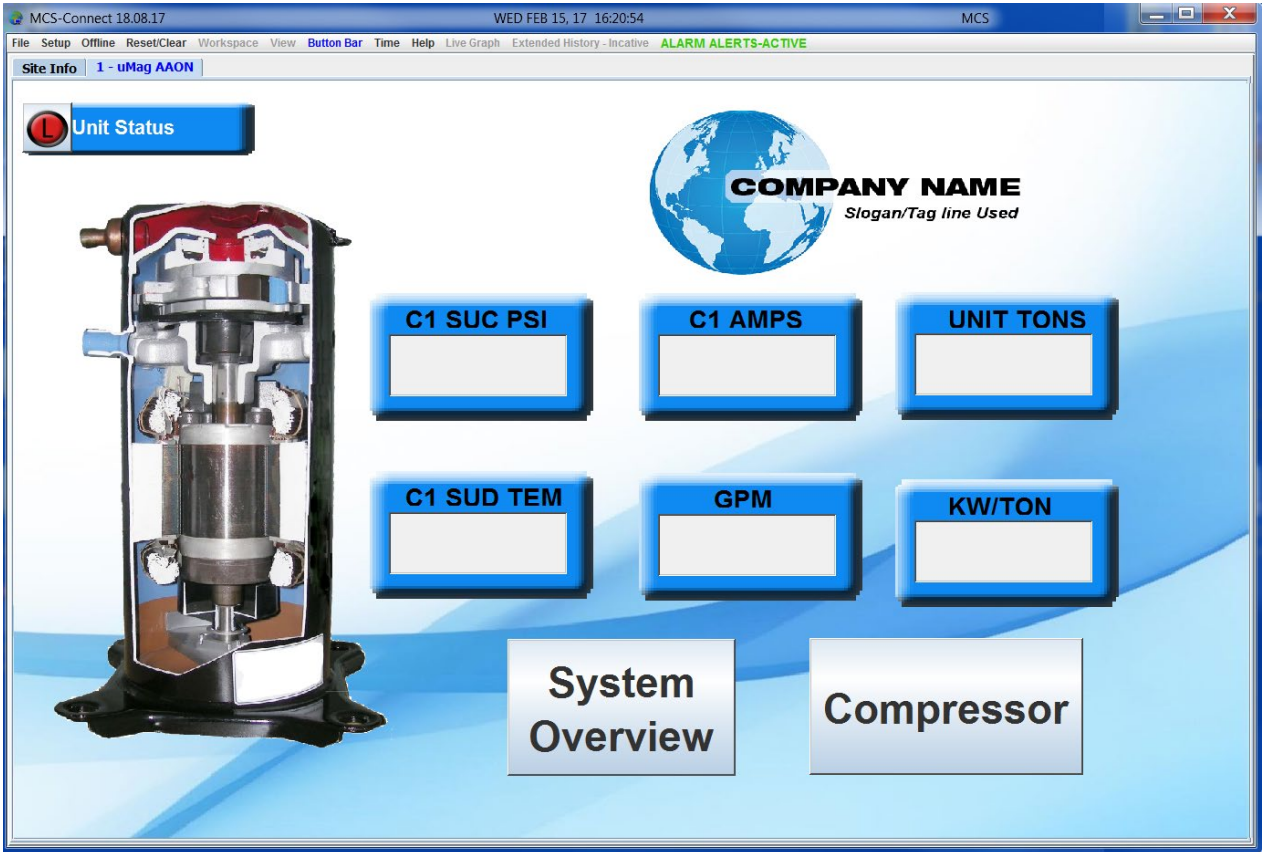 MCS-Connect 18.08.17 WED FEB 15, 17 16:20:54 MCS
File Setup Offline Reset/Clear Workspace View Button Bar Time Help Live Graph Extended History - Incative ALARM ALERTS-ACTIVE
Site Info 1 - uMag AAON
L Unit Status
COMPANY NAME
Slogan/Tag line Used
C1 SUC PSI C1 AMPS UNIT TONS
C1 SUD TEM GPM KW/TON
System
Overview
Compressor